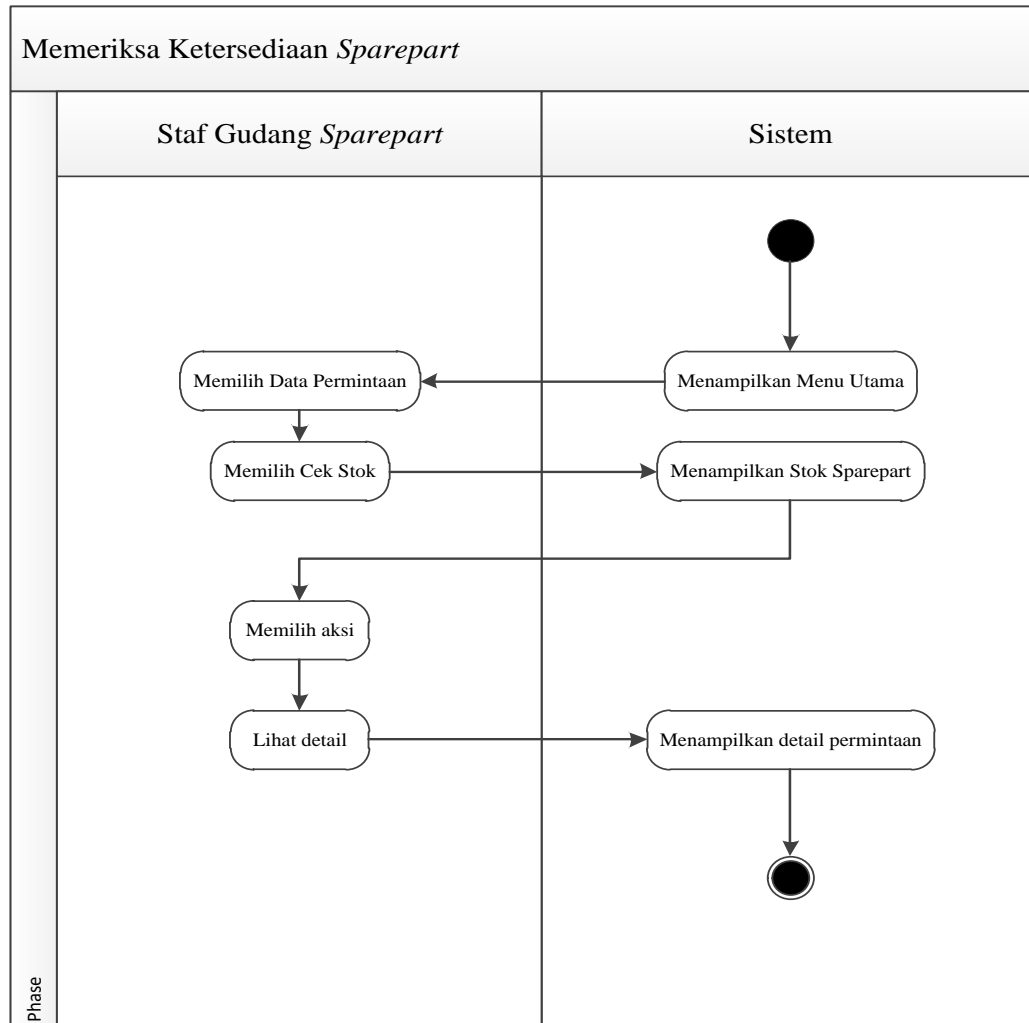 Memeriksa Ketersediaan Sparepart
Staf Gudang Sparepart
Sistem
Memilih Data Permintaan
Menampilkan Menu Utama
Memilih Cek Stok
Menampilkan Stok Sparepart
Memilih aksi
Lihat detail
Menampilkan detail permintaan
Phase